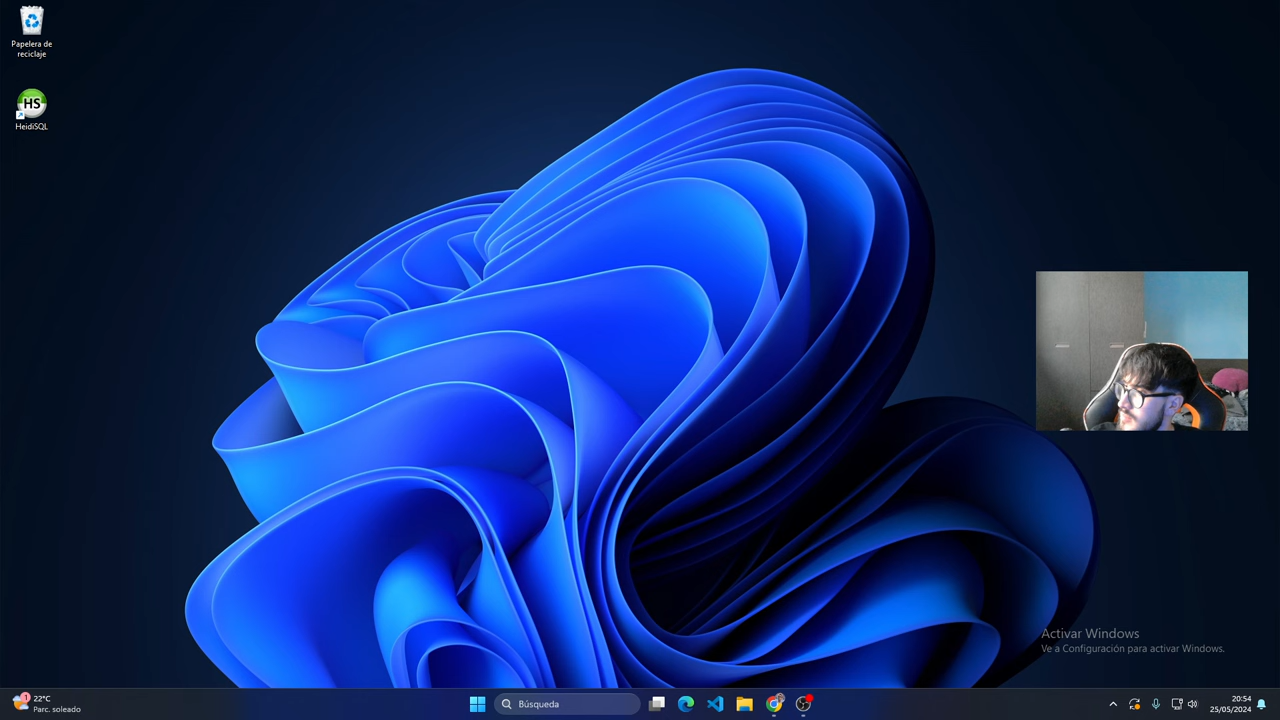 Papelera de
reciclaje
HS
HeidiSQL
Activar Windows
Ve a Configuración para activar Windows.
1
22°C
Parc. soleado
Búsqueda
20:54
25/05/2024